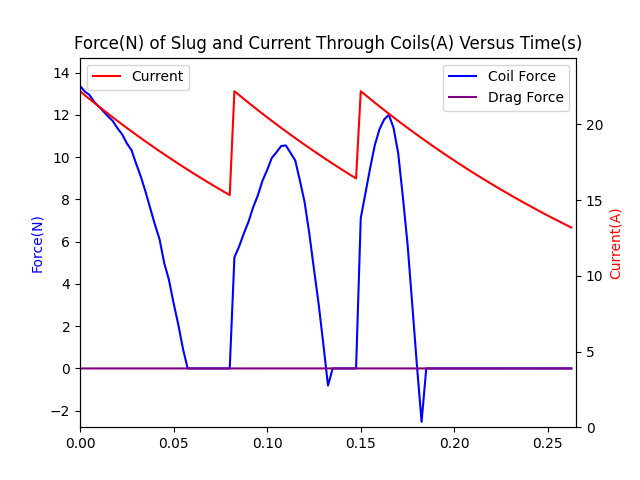 Force(N) of Slug and Current Through Coils(A) Versus Time(s)
Current
Coil Force
Drag Force
14
12
10
8
6
4
2
0
−2
Force(N)
20
15
10
5
0
Current(A)
0.00 0.05 0.10 0.15 0.20 0.25